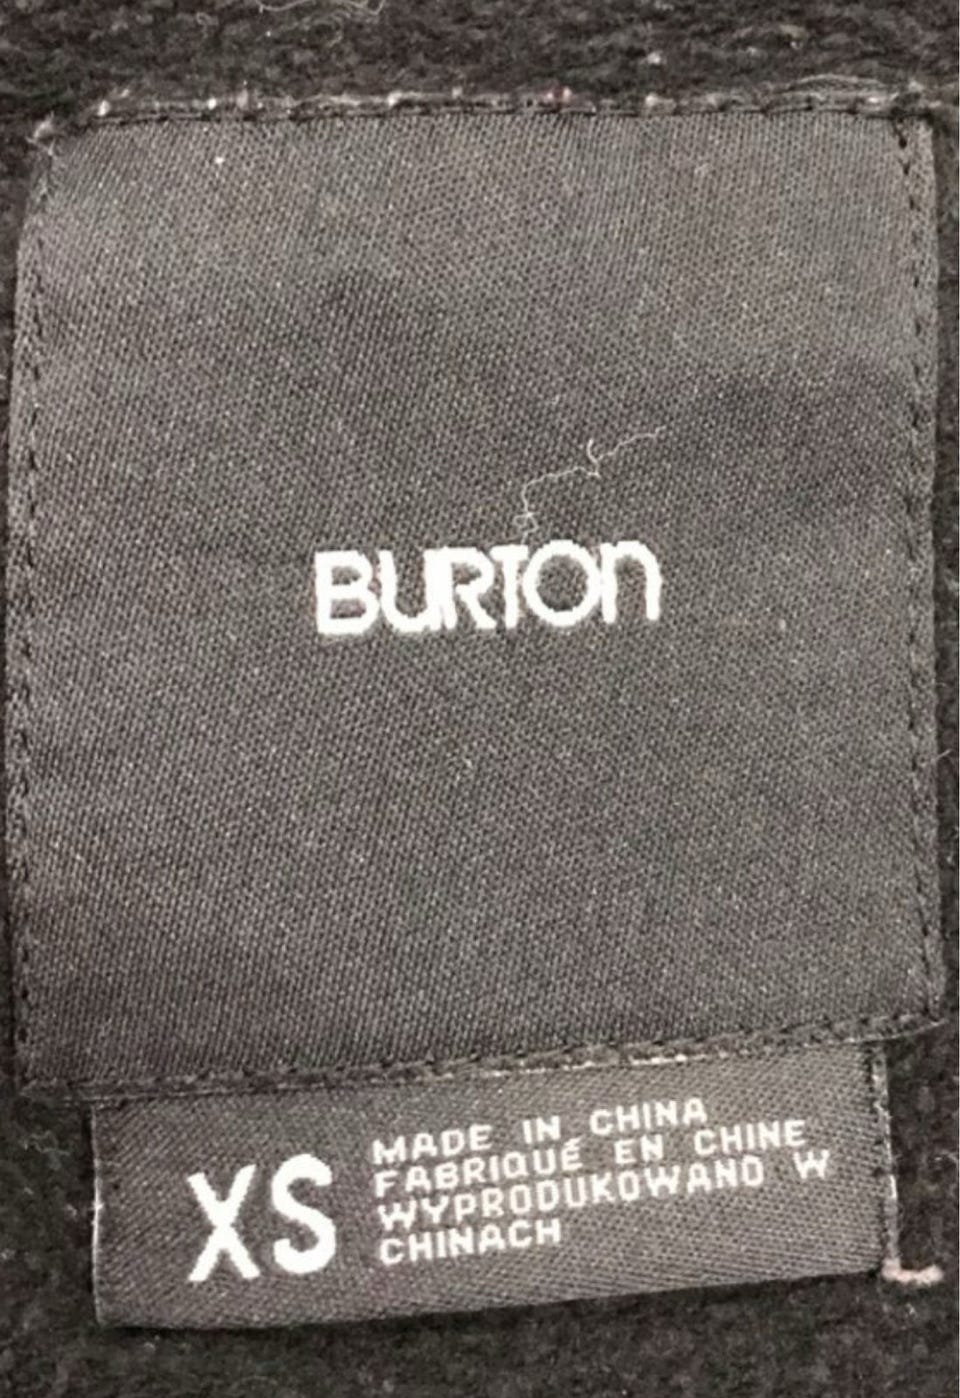 BURTON
XS
MADE IN CHINA
FABRIQUÉ EN CHINE
WYPRODUKOWANO W
CHINACH